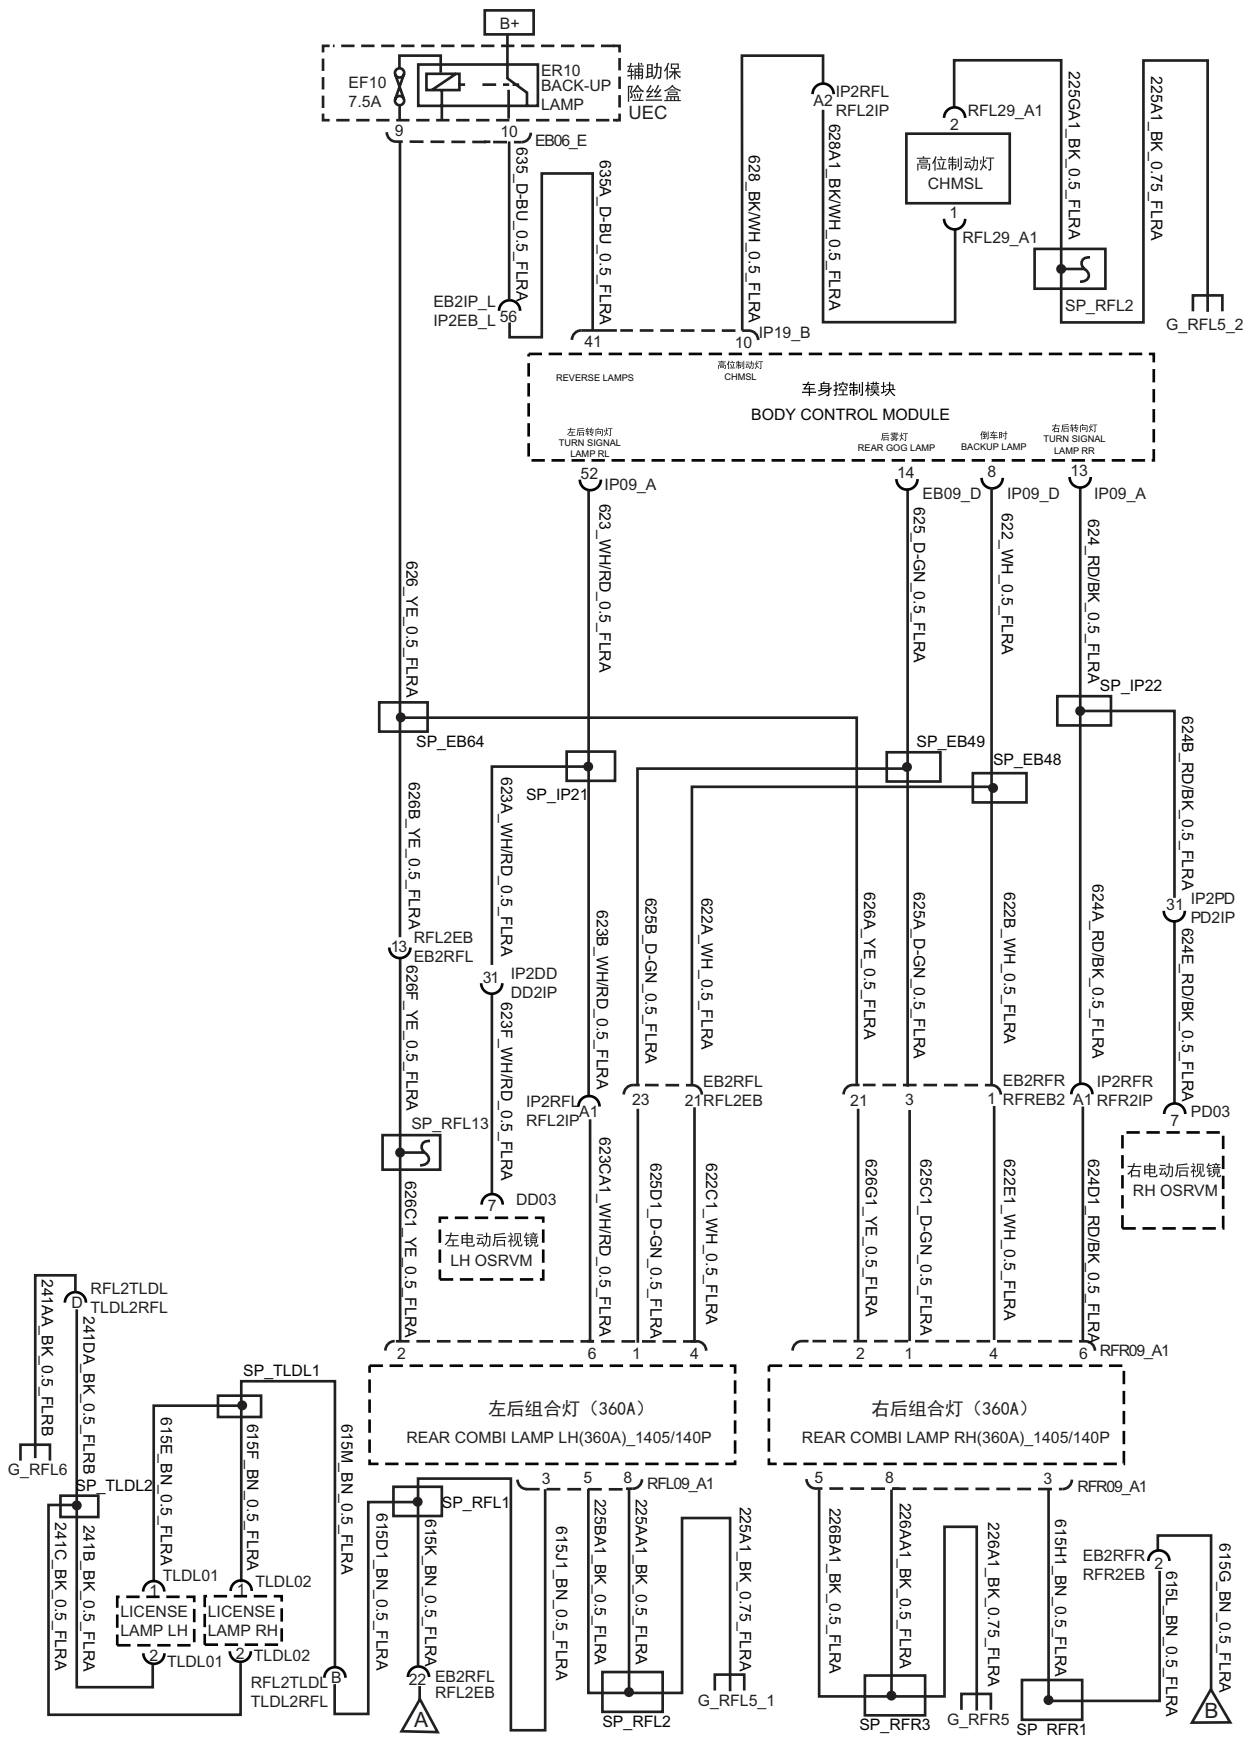 B+
EF10
7.5A
ER10
BACK-UP
LAMP
辅助保
险丝盒
UEC
9
10
EB06_E
635_D-BU_0.5_FLRA
635A_D-BU_0.5_FLRA
EB2IP_L
IP2EB_L
56
41
628_BK/WH_0.5_FLRA
10
IP19_B
A2
IP2RFL
RFL2IP
628A1_BK/WH_0.5_FLRA
RFL29_A1
2
高位制动灯
CHMSL
1
RFL29_A1
225GA1_BK_0.5_FLRA
SP_RFL2
225A1_BK_0.75_FLRA
G_RFL5_2
REVERSE LAMPS
高位制动灯
CHMSL
车身控制模块
BODY CONTROL MODULE
左后转向灯
TURN SIGNAL
LAMP RL
后雾灯
REAR GOG LAMP
倒车时
BACKUP LAMP
右后转向灯
TURN SIGNAL
LAMP RR
52
IP09_A
14
EB09_D
8
IP09_D
13
IP09_A
626_YE_0.5_FLRA
623_WH/RD_0.5_FLRA
625_D-GN_0.5_FLRA
622_WH_0.5_FLRA
624_RD/BK_0.5_FLRA
SP_EB64
SP_IP21
SP_EB49
SP_EB48
SP_IP22
626B_YE_0.5_FLRA
623A_WH/RD_0.5_FLRA
623B_WH/RD_0.5_FLRA
625B_D-GN_0.5_FLRA
622A_WH_0.5_FLRA
626A_YE_0.5_FLRA
625A_D-GN_0.5_FLRA
622B_WH_0.5_FLRA
624A_RD/BK_0.5_FLRA
624B_RD/BK_0.5_FLRA
31
IP2PD
PD2IP
624E_RD/BK_0.5_FLRA
13
RFL2EB
EB2RFL
626F_YE_0.5_FLRA
31
IP2DD
DD2IP
623F_WH/RD_0.5_FLRA
IP2RFL
RFL2IP
A1
23
21
EB2RFL
RFL2EB
21
3
1
EB2RFR
RFREB2
A1
IP2RFR
RFR2IP
7
PD03
右电动后视镜
RH OSRVM
SP_RFL13
626C1_YE_0.5_FLRA
7
DD03
左电动后视镜
LH OSRVM
623CA1_WH/RD_0.5_FLRA
625D1_D-GN_0.5_FLRA
622C1_WH_0.5_FLRA
626G1_YE_0.5_FLRA
625C1_D-GN_0.5_FLRA
622E1_WH_0.5_FLRA
624D1_RD/BK_0.5_FLRA
2
6
1
4
2
1
4
6
RFR09_A1
左后组合灯（360A）
REAR COMBI LAMP LH(360A)_1405/140P
右后组合灯（360A）
REAR COMBI LAMP RH(360A)_1405/140P
3
5
8
RFL09_A1
5
8
3
RFR09_A1
D
RFL2TLDL
TLDL2RFL
241AA_BK_0.5_FLRB
241DA_BK_0.5_FLRB
G_RFL6
SP_TLDL2
241C_BK_0.5_FLRA
241B_BK_0.5_FLRA
SP_TLDL1
615E_BN_0.5_FLRA
615F_BN_0.5_FLRA
615M_BN_0.5_FLRA
1
TLDL01
1
TLDL02
LICENSE
LAMP LH
LICENSE
LAMP RH
2
TLDL01
2
TLDL02
RFL2TLDL
TLDL2RFL
B
615D1_BN_0.5_FLRA
SP_RFL1
615K_BN_0.5_FLRA
22
EB2RFL
RFL2EB
A
615J1_BN_0.5_FLRA
225BA1_BK_0.5_FLRA
225AA1_BK_0.5_FLRA
SP_RFL2
225A1_BK_0.75_FLRA
G_RFL5_1
226BA1_BK_0.5_FLRA
226AA1_BK_0.5_FLRA
SP_RFR3
226A1_BK_0.75_FLRA
G_RFR5
615H1_BN_0.5_FLRA
SP_RFR1
EB2RFR
RFR2EB
2
615L_BN_0.5_FLRA
615G_BN_0.5_FLRA
B